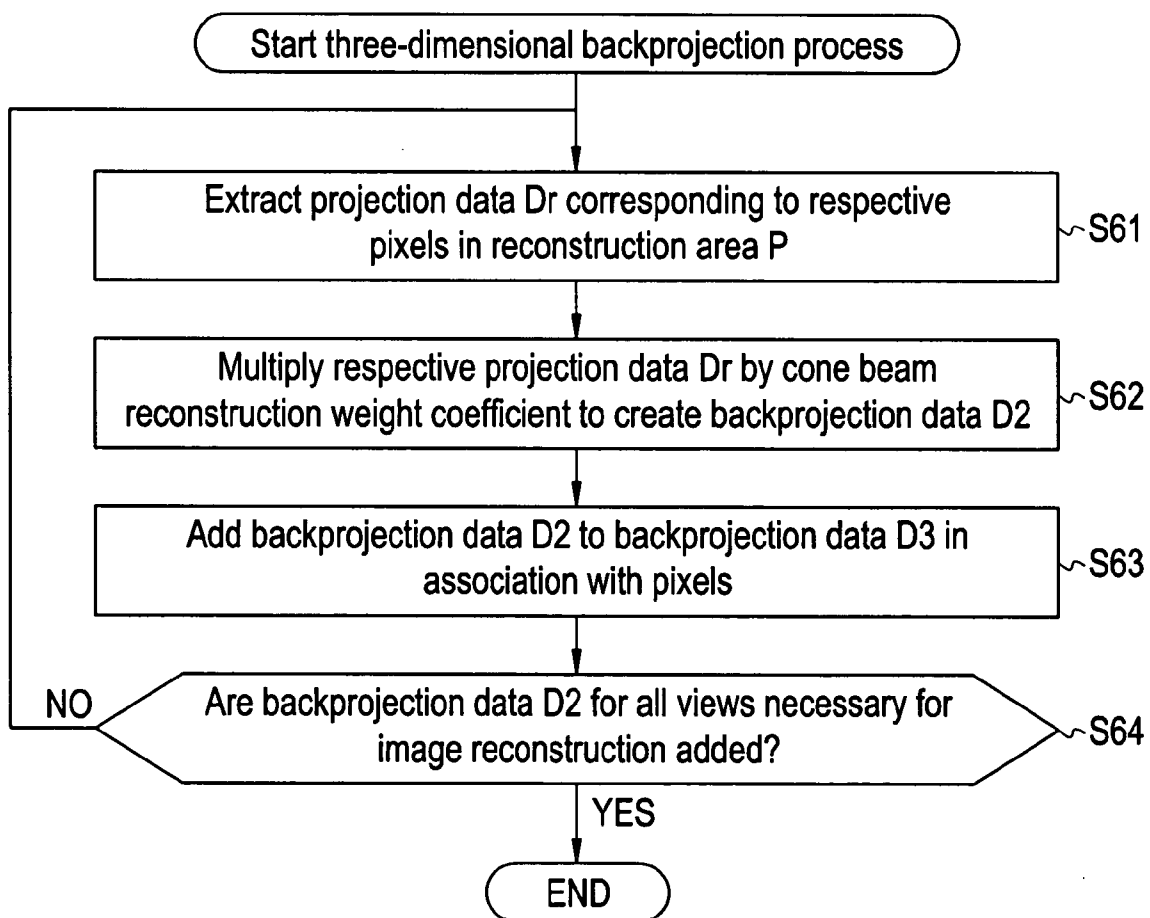 Start three-dimensional backprojection process
Extract projection data Dr corresponding to respective
pixels in reconstruction area P
S61
Multiply respective projection data Dr by cone beam
reconstruction weight coefficient to create backprojection data D2
S62
Add backprojection data D2 to backprojection data D3 in
association with pixels
S63
NO
Are backprojection data D2 for all views necessary for
image reconstruction added?
S64
YES
END